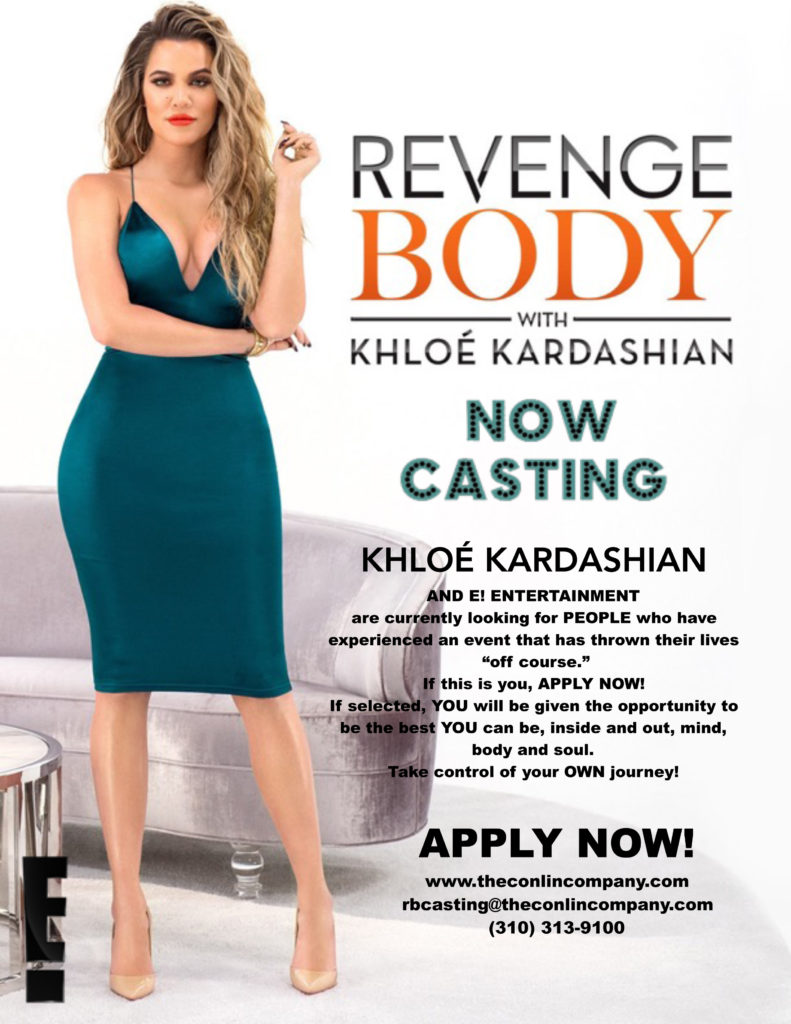 REVENGE
BODY
WITH
KHLOÉ KARDASHIAN
NOW
CASTING
KHLOÉ KARDASHIAN
AND E! ENTERTAINMENT
are currently looking for PEOPLE who have
experienced an event that has thrown their lives
“off course.”
If this is you, APPLY NOW!
If selected, YOU will be given the opportunity to
be the best YOU can be, inside and out, mind,
body and soul.
Take control of your OWN journey!
APPLY NOW!
www.theconlincompany.com
rbcasting@theconlincompany.com
(310) 313-9100
E!